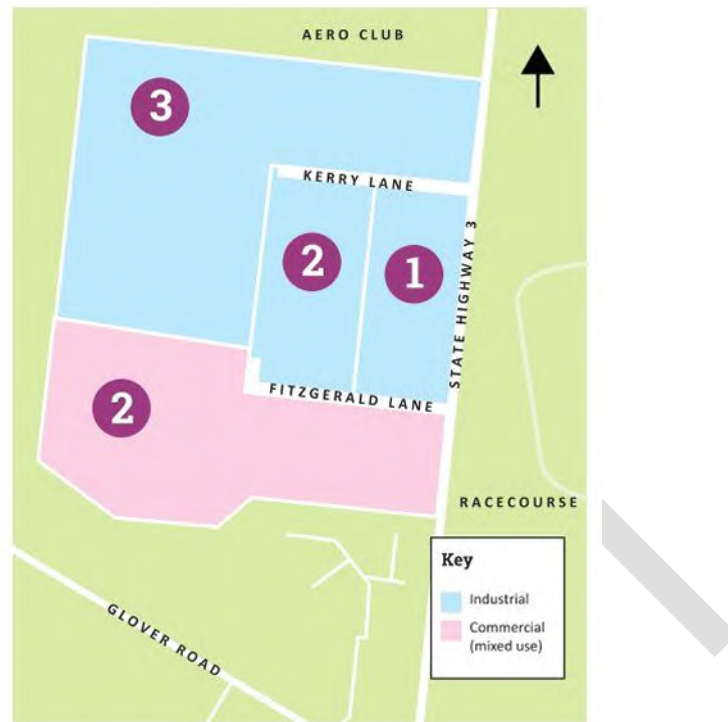 AERO CLUB
3
KERRY LANE
2
1
STATE HIGHWAY 3
2
FITZGERALD LANE
RACECOURSE
Key
Industrial
Commercial
(mixed use)
GLOVER ROAD